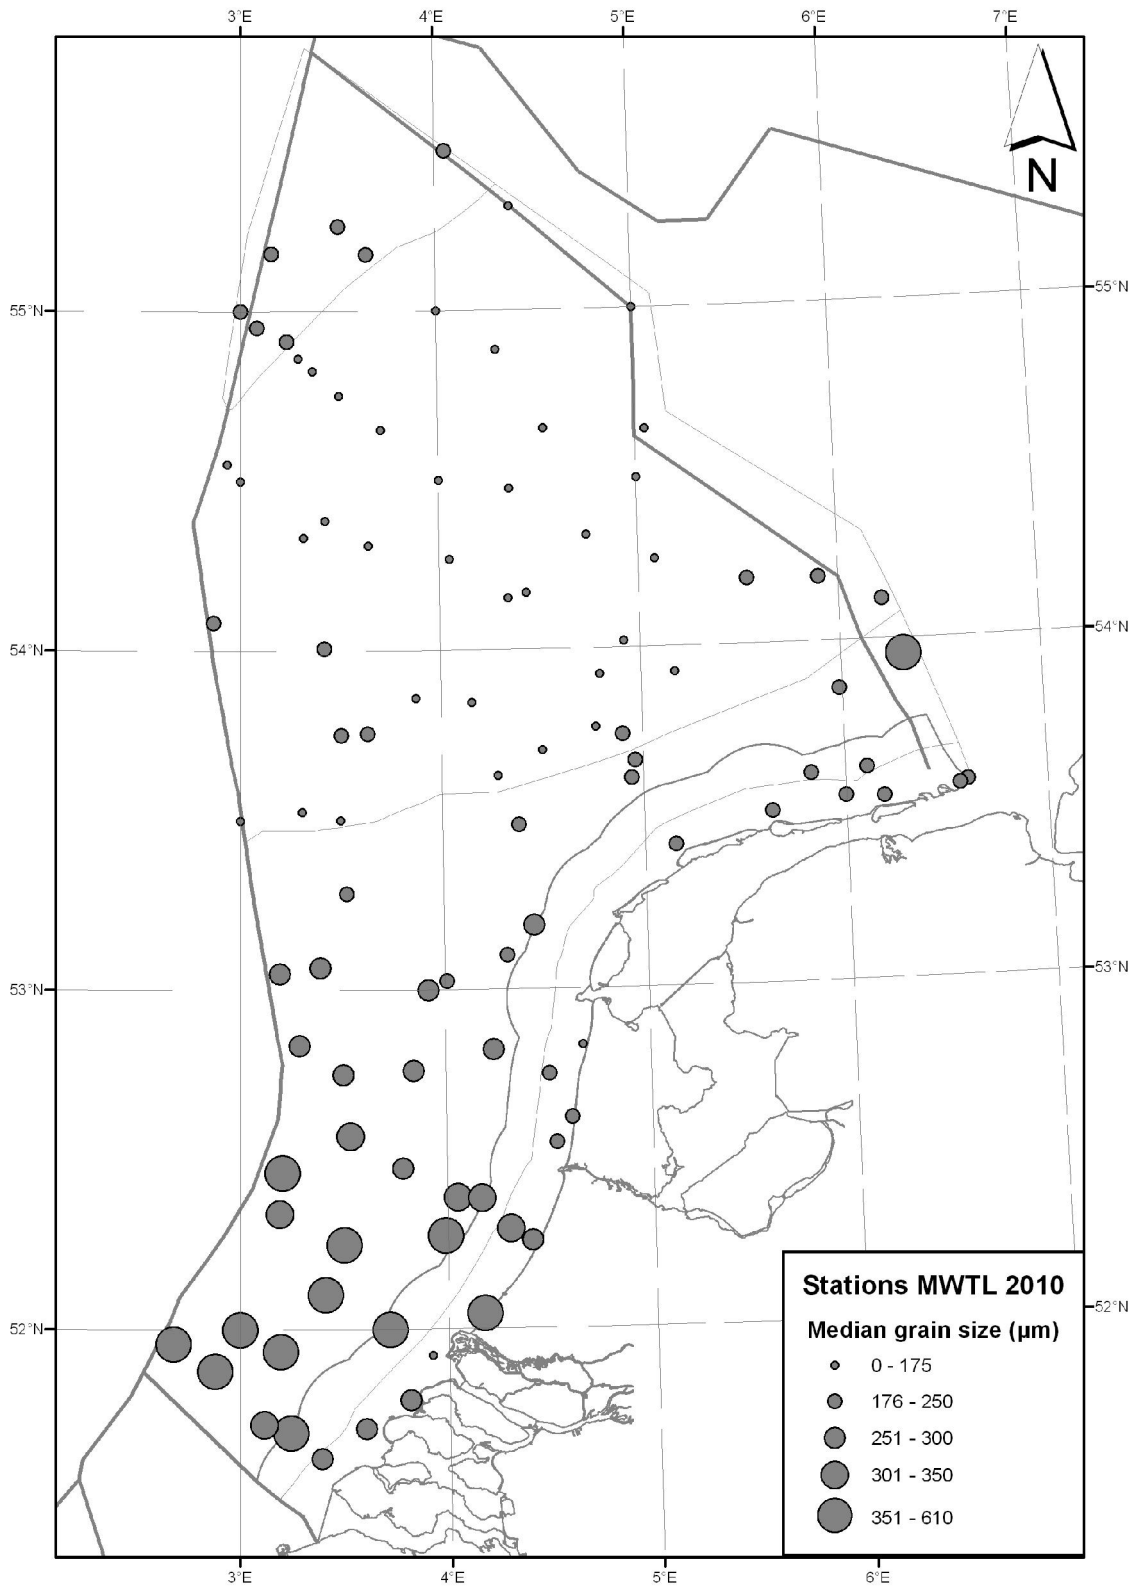 3°E 4°E 5°E 6°E 7°E
N
55°N 55°N
54°N 54°N
53°N 53°N
52°N 52°N
Stations MWTL 2010
Median grain size (µm)
0 - 175
176 - 250
251 - 300
301 - 350
351 - 610
3°E 4°E 5°E 6°E